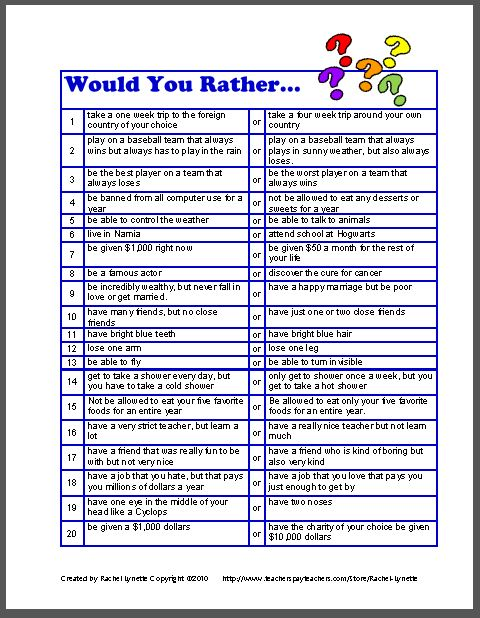 ? ? ? ? ?
Would You Rather...
1 take a one week trip to the foreign or take a four week trip around your own
country of your choice country
2 play on a baseball team that always or play on a baseball team that always
wins but always has to play in the rain plays in sunny weather, but also always
loses.
3 be the best player on a team that or be the worst player on a team that
always loses always wins
4 be banned from all computer use for a or not be allowed to eat any desserts or
year sweets for a year
5 be able to control the weather or be able to talk to animals
6 live in Narnia or attend school at Hogwarts
7 be given $1,000 right now or be given $50 a month for the rest of
your life
8 be a famous actor or discover the cure for cancer
9 be incredibly wealthy, but never fall in or have a happy marriage but be poor
love or get married.
10 have many friends, but no close or have just one or two close friends
friends
11 have bright blue teeth or have bright blue hair
12 lose one arm or lose one leg
13 be able to fly or be able to turn invisible
14 get to take a shower every day, but or only get to shower once a week, but you
you have to take a cold shower get to take a hot shower
15 Not be allowed to eat your five favorite or Be allowed to eat only your five favorite
foods for an entire year foods for an entire year.
16 have a very strict teacher, but learn a or have a really nice teacher but not learn
lot much
17 have a friend that was really fun to be or have a friend who is kind of boring but
with but not very nice also very kind
18 have a job that you hate, but that pays or have a job that you love that pays you
you millions of dollars a year just enough to get by
19 have one eye in the middle of your or have two noses
head like a Cyclops
20 be given a $1,000 dollars or have the charity of your choice be given
$10,000 dollars
Created by Rachel Lynette Copyright ©2010 http://www.teacherspayteachers.com/Store/Rachel-Lynette